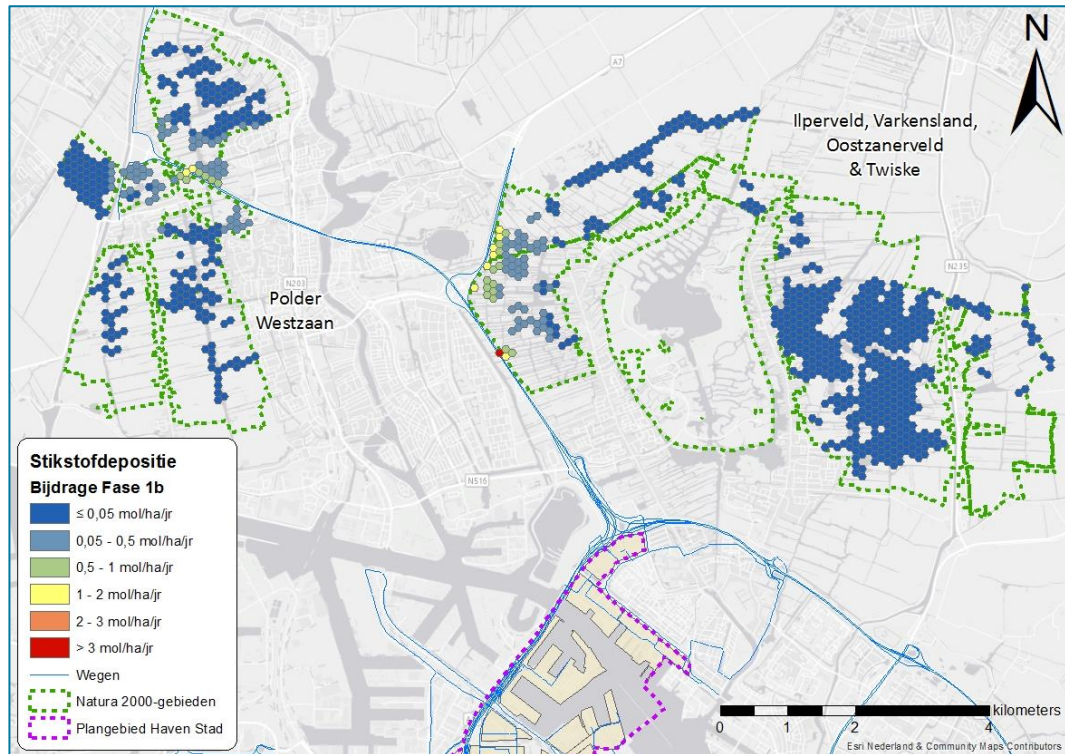 N
A7
Ilperveld, Varkensland,
Oostzanerveld
& Twiske
N235
N203
Polder
Westzaan
N516
Stikstofdepositie
Bijdrage Fase 1b
≤ 0,05 mol/ha/jr
0,05 - 0,5 mol/ha/jr
0,5 - 1 mol/ha/jr
1 - 2 mol/ha/jr
2 - 3 mol/ha/jr
> 3 mol/ha/jr
Wegen
Natura 2000-gebieden
Plangebied Haven Stad
kilometers
0 1 2 4
Esri Nederland & Community Maps Contributors